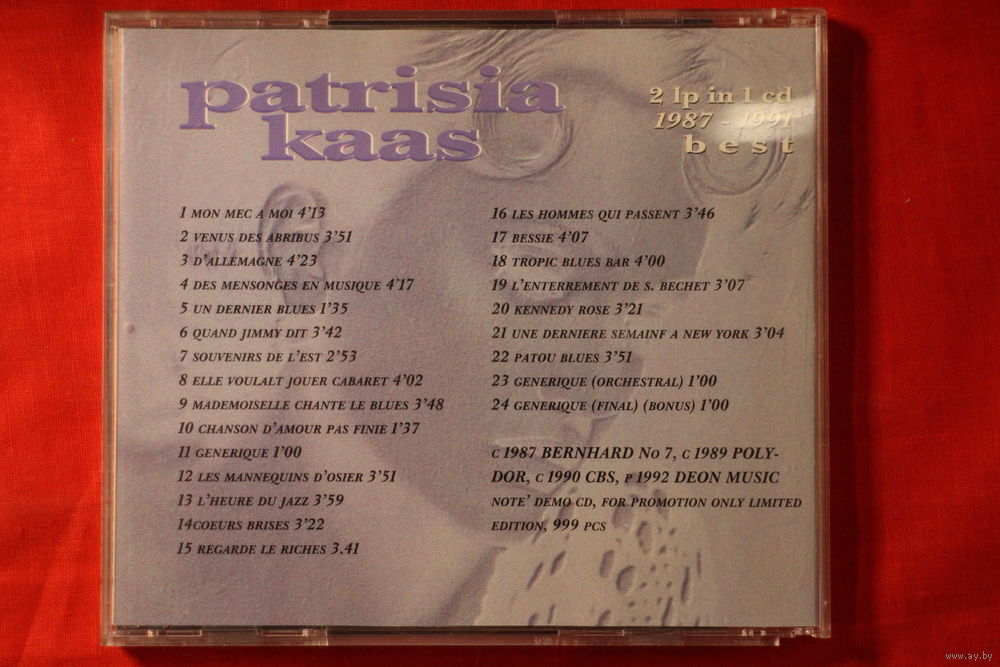 patrisia
kaas
2 lp in 1 cd
1987 - 1991
best
1 MON MEC A MOI 4'13
2 VENUS DES ABRIBUS 3'51
3 D'ALLEMAGNE 4'23
4 DES MENSONGES EN MUSIQUE 4'17
5 UN DERNIER BLUES 1'35
6 QUAND JIMMY DIT 3'42
7 SOUVENIRS DE L'EST 2'53
8 ELLE VOULALT JOUER CABARET 4'02
9 MADEMOISELLE CHANTE LE BLUES 3'48
10 CHANSON D'AMOUR PAS FINIE 1'37
11 GENERIQUE 1'00
12 LES MANNEQUINS D'OSIER 3'51
13 L'HEURE DU JAZZ 3'59
14COEURS BRISES 3'22
15 REGARDE LE RICHES 3.41
16 LES HOMMES QUI PASSENT 3'46
17 BESSIE 4'07
18 TROPIC BLUES BAR 4'00
19 L'ENTERREMENT DE S. BECHET 3'07
20 KENNEDY ROSE 3'21
21 UNE DERNIERE SEMAINF A NEW YORK 3'04
22 PATOU BLUES 3'51
23 GENERIQUE (ORCHESTRAL) 1'00
24 GENERIQUE (FINAL) (BONUS) 1'00
C 1987 BERNHARD No 7, C 1989 POLY-
DOR, C 1990 CBS, P 1992 DEON MUSIC
NOTE' DEMO CD, FOR PROMOTION ONLY LIMITED
EDITION, 999 PCS
www.ay.by